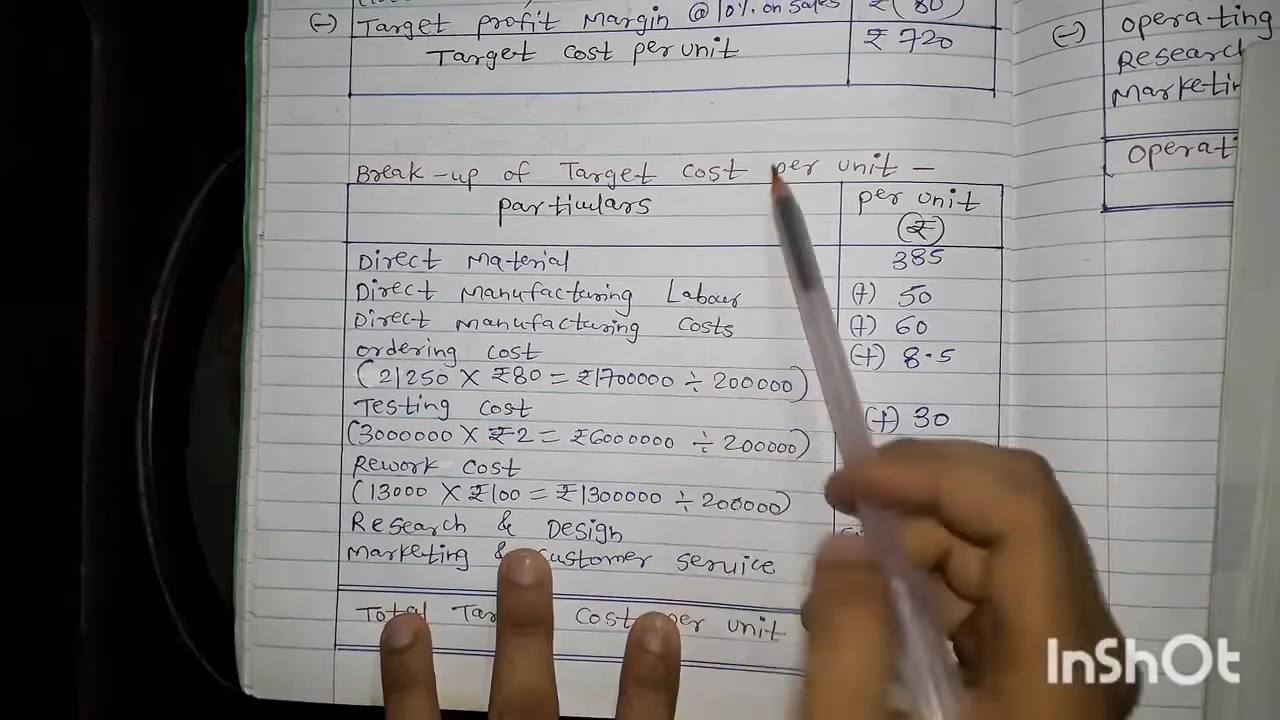 (-) Target profit Margin @ 10% on sales ₹ (80)
Target cost per unit ₹ 720
(-) operating
Research
Marketin
operati
Break-up of Target cost per unit -
particulars per unit (₹)
Direct Material 385
Direct Manufacturing Labour (+) 50
Direct Manufacturing costs (+) 60
ordering cost (+) 8.5
(21250 X ₹80 = ₹1700000 ÷ 200000)
Testing cost (+) 30
(3000000 X ₹2 = ₹6000000 ÷ 200000)
Rework cost
(13000 X ₹100 = ₹1300000 ÷ 200000)
Research & Design
Marketing & customer service
Total Tar cost per unit
InShOt